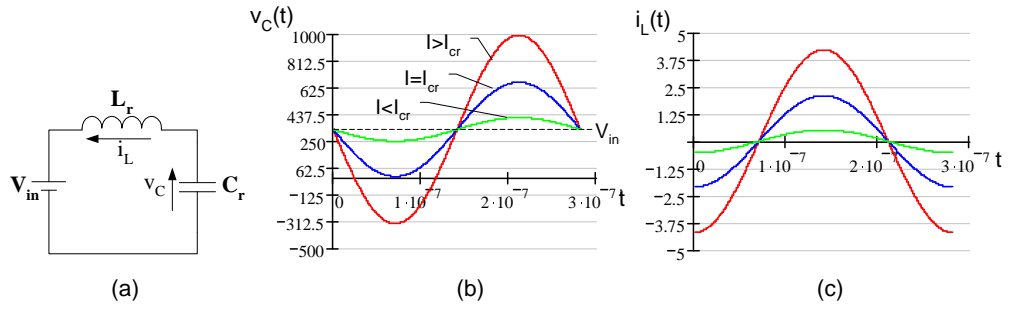 L_r
i_L
V_in
v_C
C_r
(a)
v_C(t)
1000
812.5
625
437.5
250
62.5
−125
−312.5
−500
I>I_cr
I=I_cr
I<I_cr
V_in
0
1·10^−7
2·10^−7
3·10^−7
t
(b)
i_L(t)
5
3.75
2.5
1.25
−1.25
−2.5
−3.75
−5
0
1·10^−7
2·10^−7
3·10^−7
t
(c)